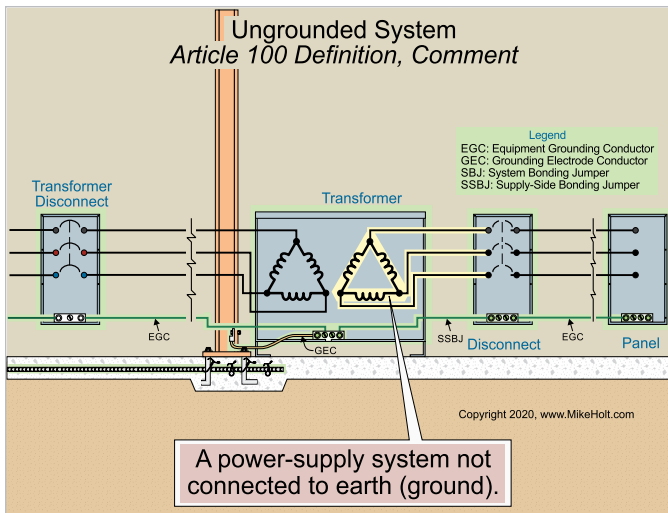 Ungrounded System
Article 100 Definition, Comment
Legend
EGC: Equipment Grounding Conductor
GEC: Grounding Electrode Conductor
SBJ: System Bonding Jumper
SSBJ: Supply-Side Bonding Jumper
Transformer
Disconnect
Transformer
EGC
GEC
SSBJ
Disconnect
EGC
Panel
Copyright 2020, www.MikeHolt.com
A power-supply system not
connected to earth (ground).